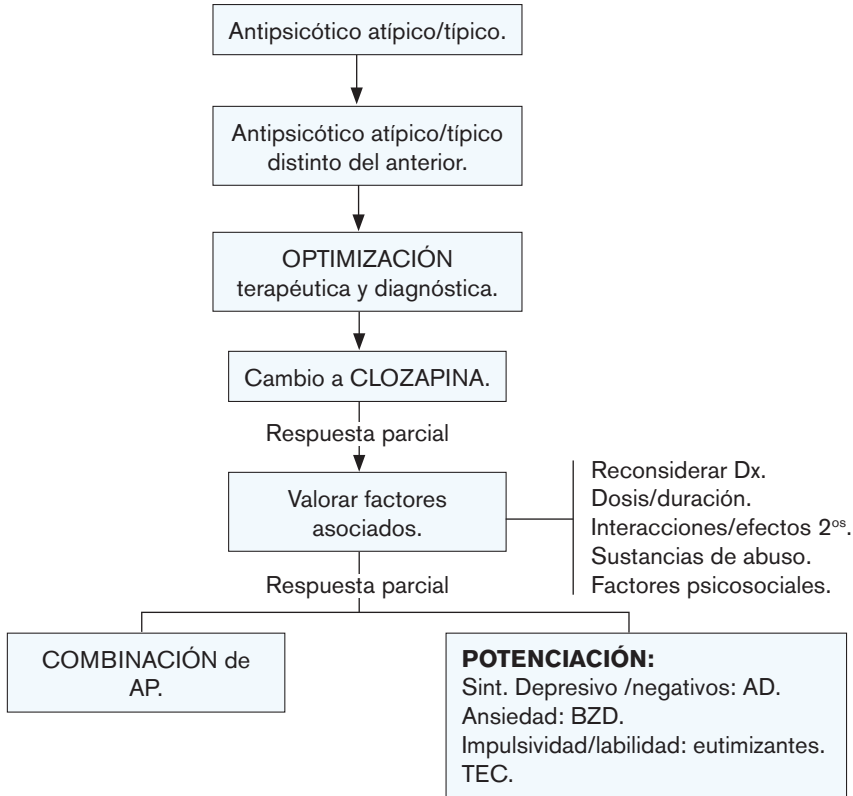 Antipsicótico atípico/típico.
Antipsicótico atípico/típico
distinto del anterior.
OPTIMIZACIÓN
terapéutica y diagnóstica.
Cambio a CLOZAPINA.
Respuesta parcial
Valorar factores
asociados.
Reconsiderar Dx.
Dosis/duración.
Interacciones/efectos 2ᵒˢ.
Sustancias de abuso.
Factores psicosociales.
Respuesta parcial
COMBINACIÓN de
AP.
POTENCIACIÓN:
Sint. Depresivo /negativos: AD.
Ansiedad: BZD.
Impulsividad/labilidad: eutimizantes.
TEC.